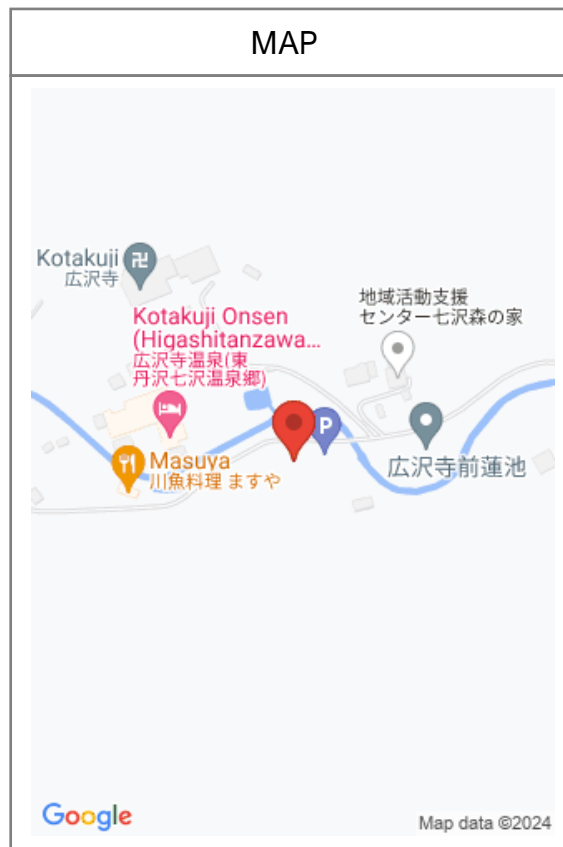 MAP
Kotakuji
広沢寺
卍
地域活動支援
センター七沢森の家
Kotakuji Onsen
(Higashitanzawa...
広沢寺温泉(東
丹沢七沢温泉郷)
P
広沢寺前蓮池
Masuya
川魚料理 ますや
Google
Map data ©2024